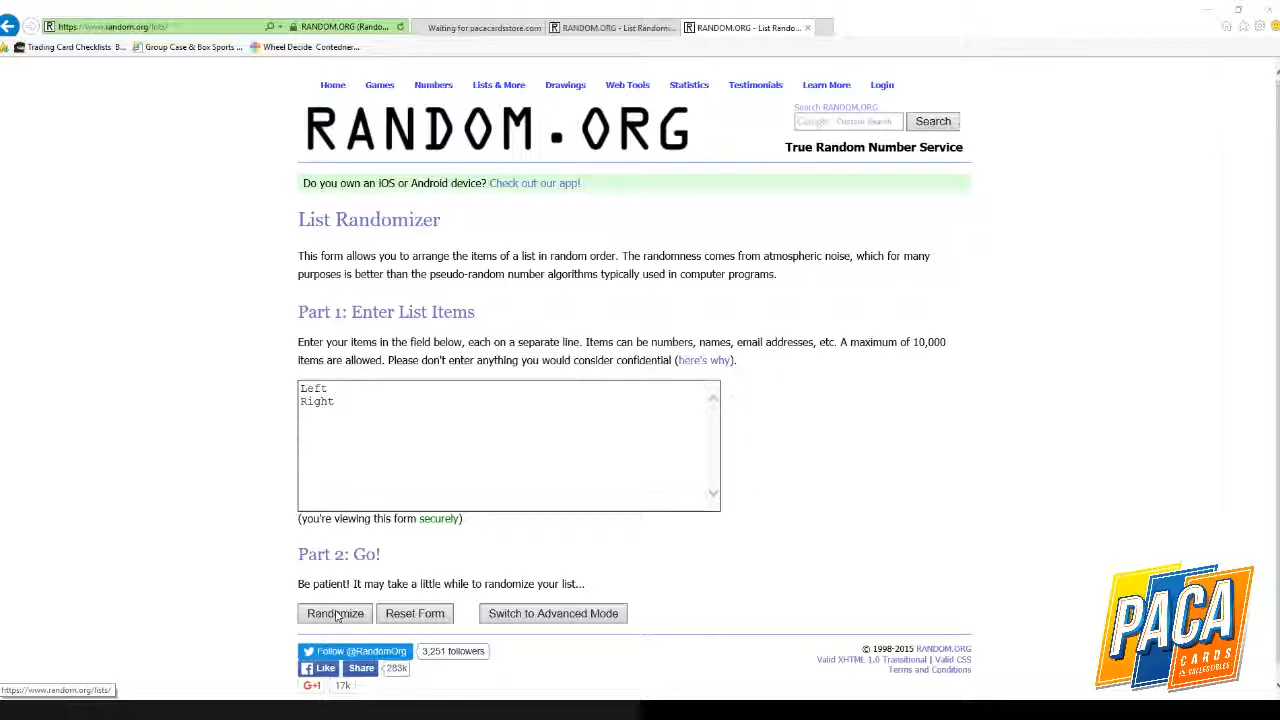 https://www.random.org/lists/
RANDOM.ORG (Rando...
Waiting for pacacardsstore.com
RANDOM.ORG - List Randomi...
RANDOM.ORG - List Rando...
Trading Card Checklists B...
Group Case & Box Sports ...
Wheel Decide
Home Games Numbers Lists & More Drawings Web Tools Statistics Testimonials Learn More Login
RANDOM.ORG
Search RANDOM.ORG
Google Custom Search
Search
True Random Number Service
Do you own an iOS or Android device? Check out our app!
List Randomizer
This form allows you to arrange the items of a list in random order. The randomness comes from atmospheric noise, which for many
purposes is better than the pseudo-random number algorithms typically used in computer programs.
Part 1: Enter List Items
Enter your items in the field below, each on a separate line. Items can be numbers, names, email addresses, etc. A maximum of 10,000
items are allowed. Please don't enter anything you would consider confidential (here's why).
Left
Right
(you're viewing this form securely)
Part 2: Go!
Be patient! It may take a little while to randomize your list...
Randomize Reset Form Switch to Advanced Mode
Follow @RandomOrg 3,251 followers
Like Share 283k
G+1 17k
© 1998-2015 RANDOM.ORG
Valid XHTML 1.0 Transitional | Valid CSS
Terms and Conditions
https://www.random.org/lists/
PACA
CARDS
COLLECTIBLES